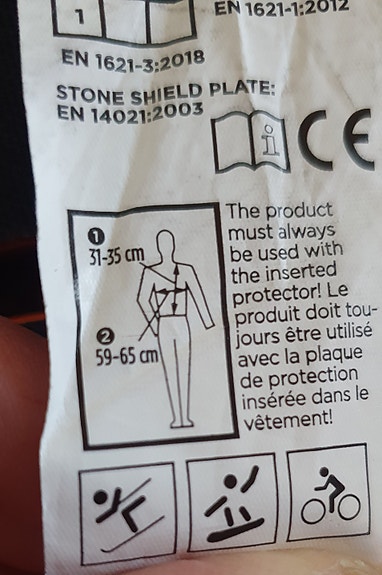 1
EN 1621-1:2012
EN 1621-3:2018
STONE SHIELD PLATE:
EN 14021:2003
i
CE
1
31-35 cm
2
59-65 cm
The product
must always
be used with
the inserted
protector! Le
produit doit tou-
jours être utilisé
avec la plaque
de protection
insérée dans le
vêtement!